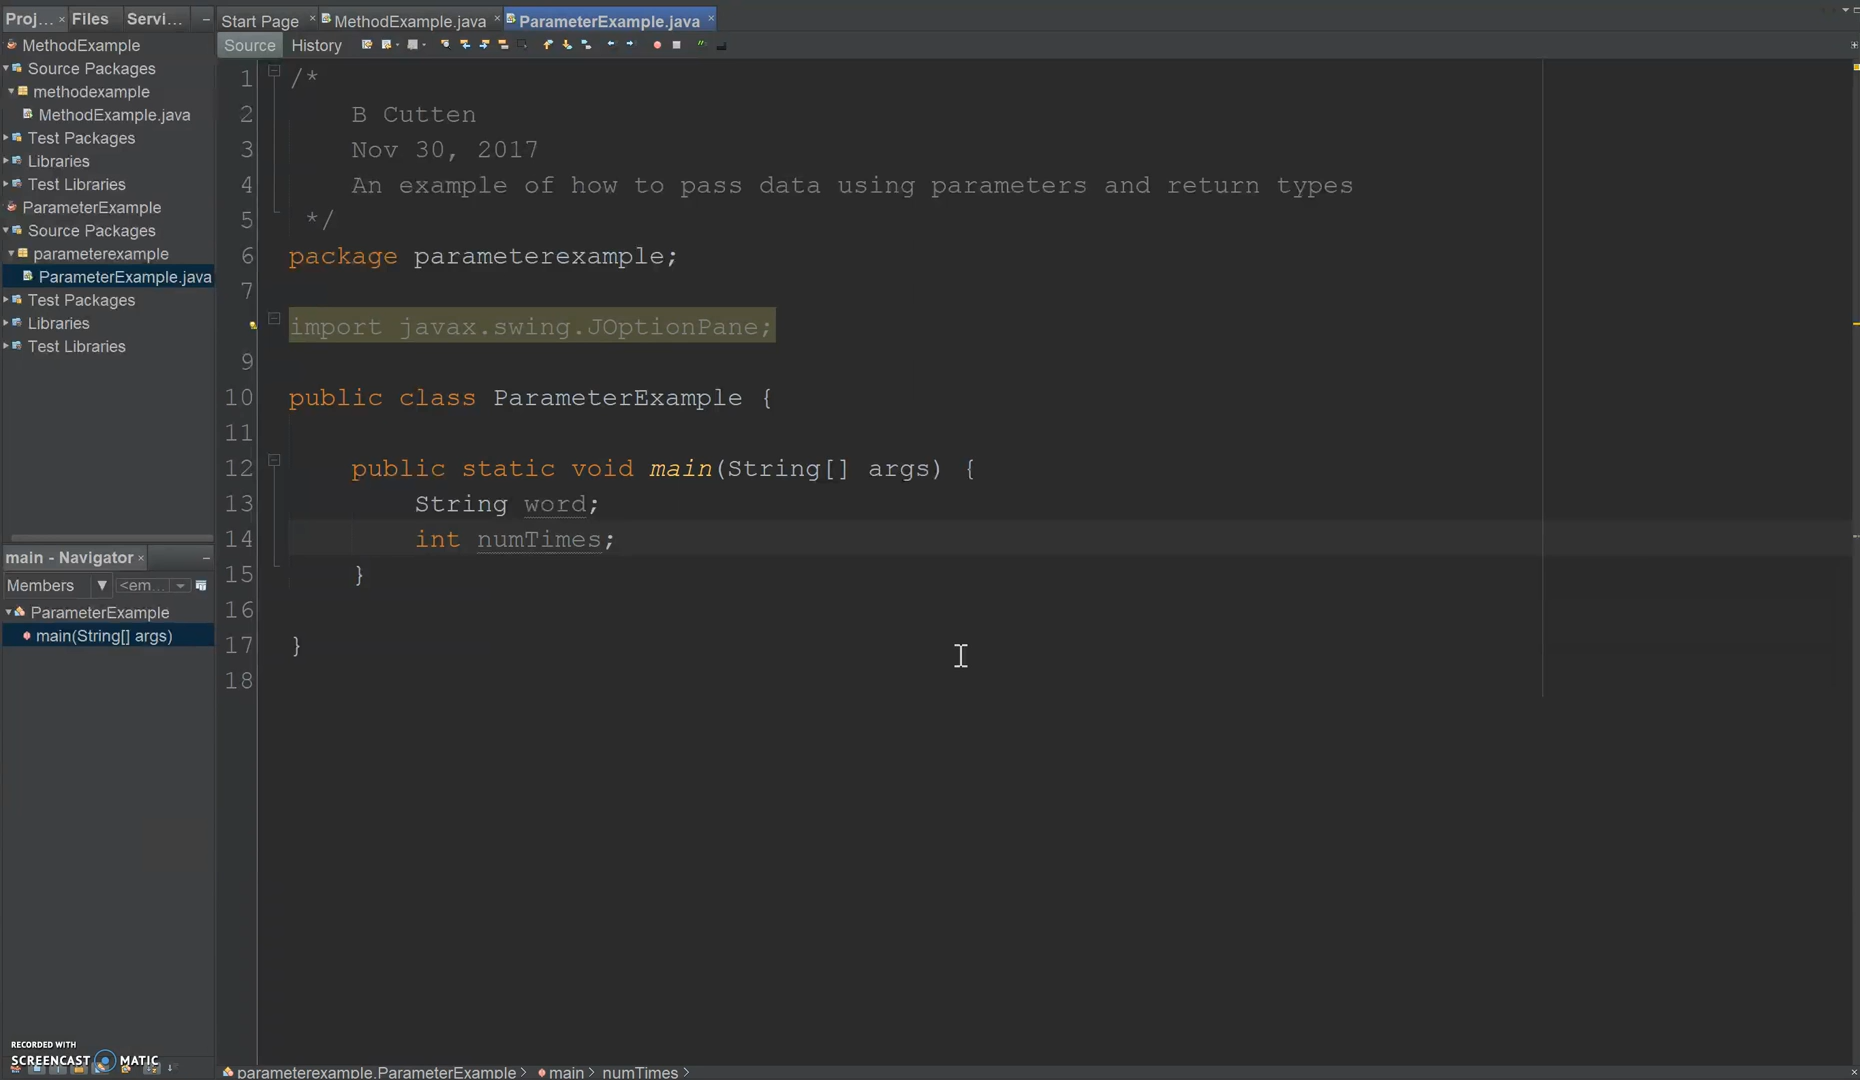 Proj... Files Servi...
MethodExample
Source Packages
methodexample
MethodExample.java
Test Packages
Libraries
Test Libraries
ParameterExample
Source Packages
parameterexample
ParameterExample.java
Test Packages
Libraries
Test Libraries
main - Navigator
Members <em...
ParameterExample
main(String[] args)
RECORDED WITH
SCREENCAST MATIC
Start Page MethodExample.java ParameterExample.java
Source History
1 /*
2 B Cutten
3 Nov 30, 2017
4 An example of how to pass data using parameters and return types
5 */
6 package parameterexample;
7
import javax.swing.JOptionPane;
9
10 public class ParameterExample {
11
12 public static void main(String[] args) {
13 String word;
14 int numTimes;
15 }
16
17 }
18
parameterexample.ParameterExample > main > numTimes >